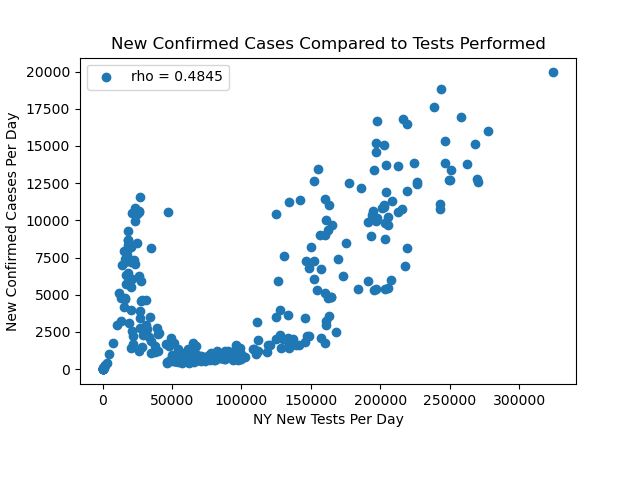 New Confirmed Cases Compared to Tests Performed
rho = 0.4845
20000
17500
15000
12500
10000
7500
5000
2500
0
New Confirmed Caeses Per Day
0 50000 100000 150000 200000 250000 300000
NY New Tests Per Day